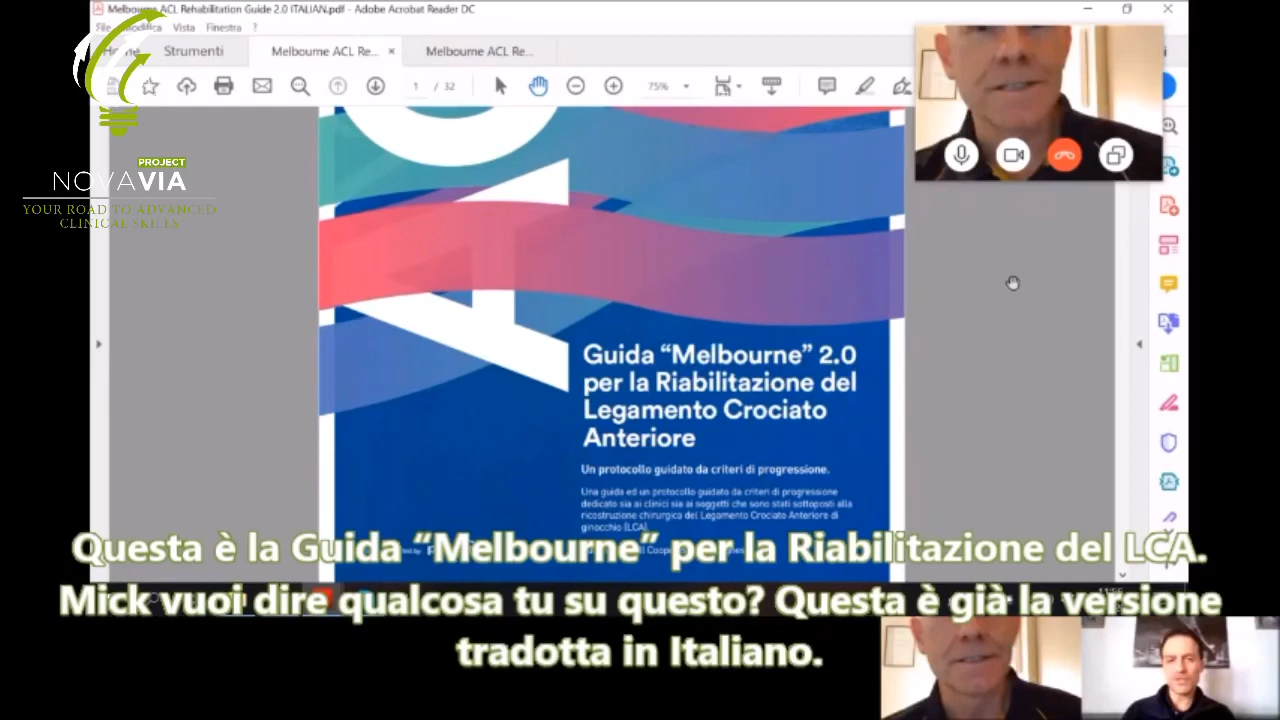 Melbourne ACL Rehabilitation Guide 2.0 ITALIAN.pdf - Adobe Acrobat Reader DC
File Modifica Vista Finestra ?
Strumenti
Melbourne ACL Re... ×
Melbourne ACL Re...
1 / 32
75%
PROJECT
NOVAVIA
YOUR ROAD TO ADVANCED
CLINICAL SKILLS
Guida “Melbourne” 2.0
per la Riabilitazione del
Legamento Crociato
Anteriore
Un protocollo guidato da criteri di progressione.
Una guida ed un protocollo guidato da criteri di progressione
dedicato sia ai clinici sia ai soggetti che sono stati sottoposti alla
ricostruzione chirurgica del Legamento Crociato Anteriore di
ginocchio (LCA).
Questa è la Guida “Melbourne” per la Riabilitazione del LCA.
Mick vuoi dire qualcosa tu su questo? Questa è già la versione
tradotta in Italiano.